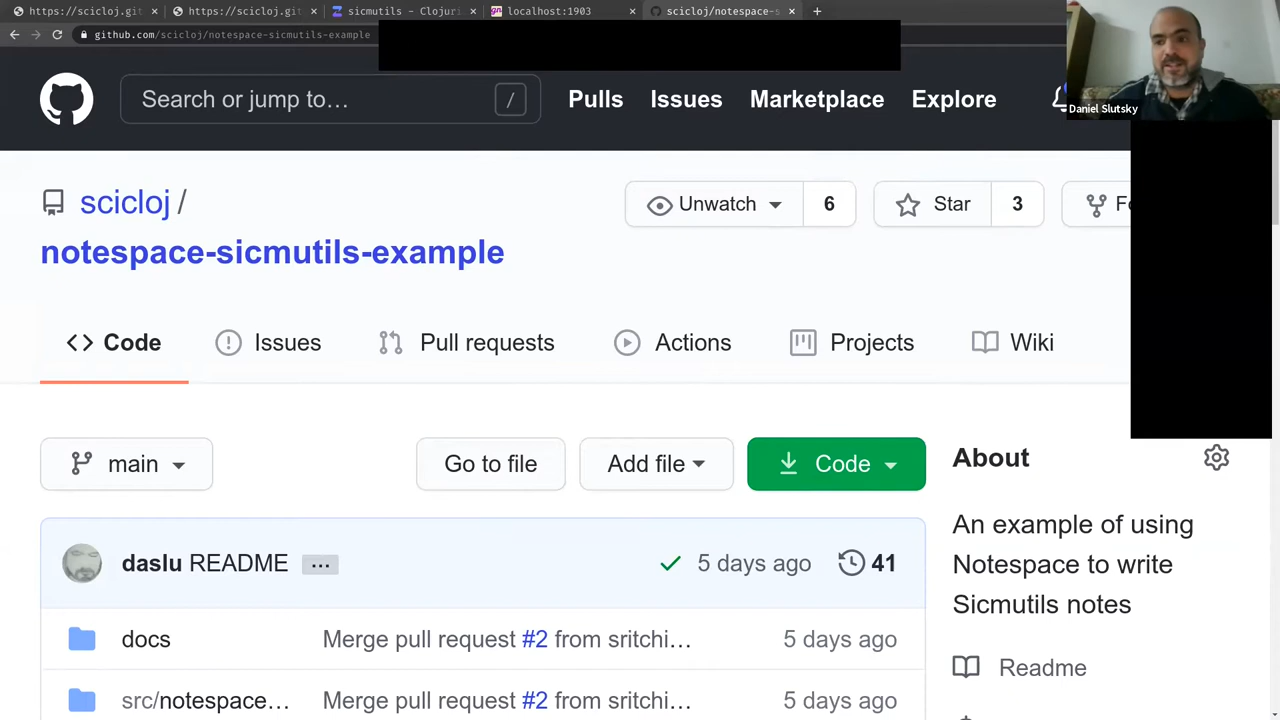 https://scicloj.git
https://scicloj.git
sicmutils - Clojuri
localhost:1903
scicloj/notespace-s
github.com/scicloj/notespace-sicmutils-example
Daniel Slutsky
Search or jump to…
/
Pulls
Issues
Marketplace
Explore
scicloj /
notespace-sicmutils-example
Unwatch
6
Star
3
Fo
Code
Issues
Pull requests
Actions
Projects
Wiki
main
Go to file
Add file
Code
About
An example of using
Notespace to write
Sicmutils notes
Readme
daslu README
...
5 days ago
41
docs
Merge pull request #2 from sritchi…
5 days ago
src/notespace…
Merge pull request #2 from sritchi…
5 days ago